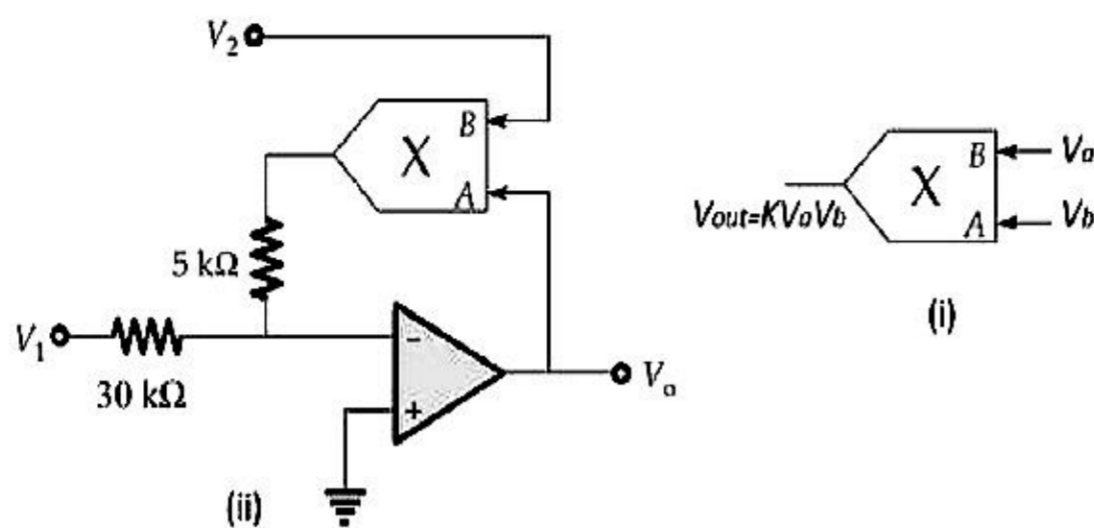 V₂
B
X
A
5 kΩ
V₁
30 kΩ
−
+
Vₒ
(ii)
B
Va
X
A
Vb
Vout=KVaVb
(i)